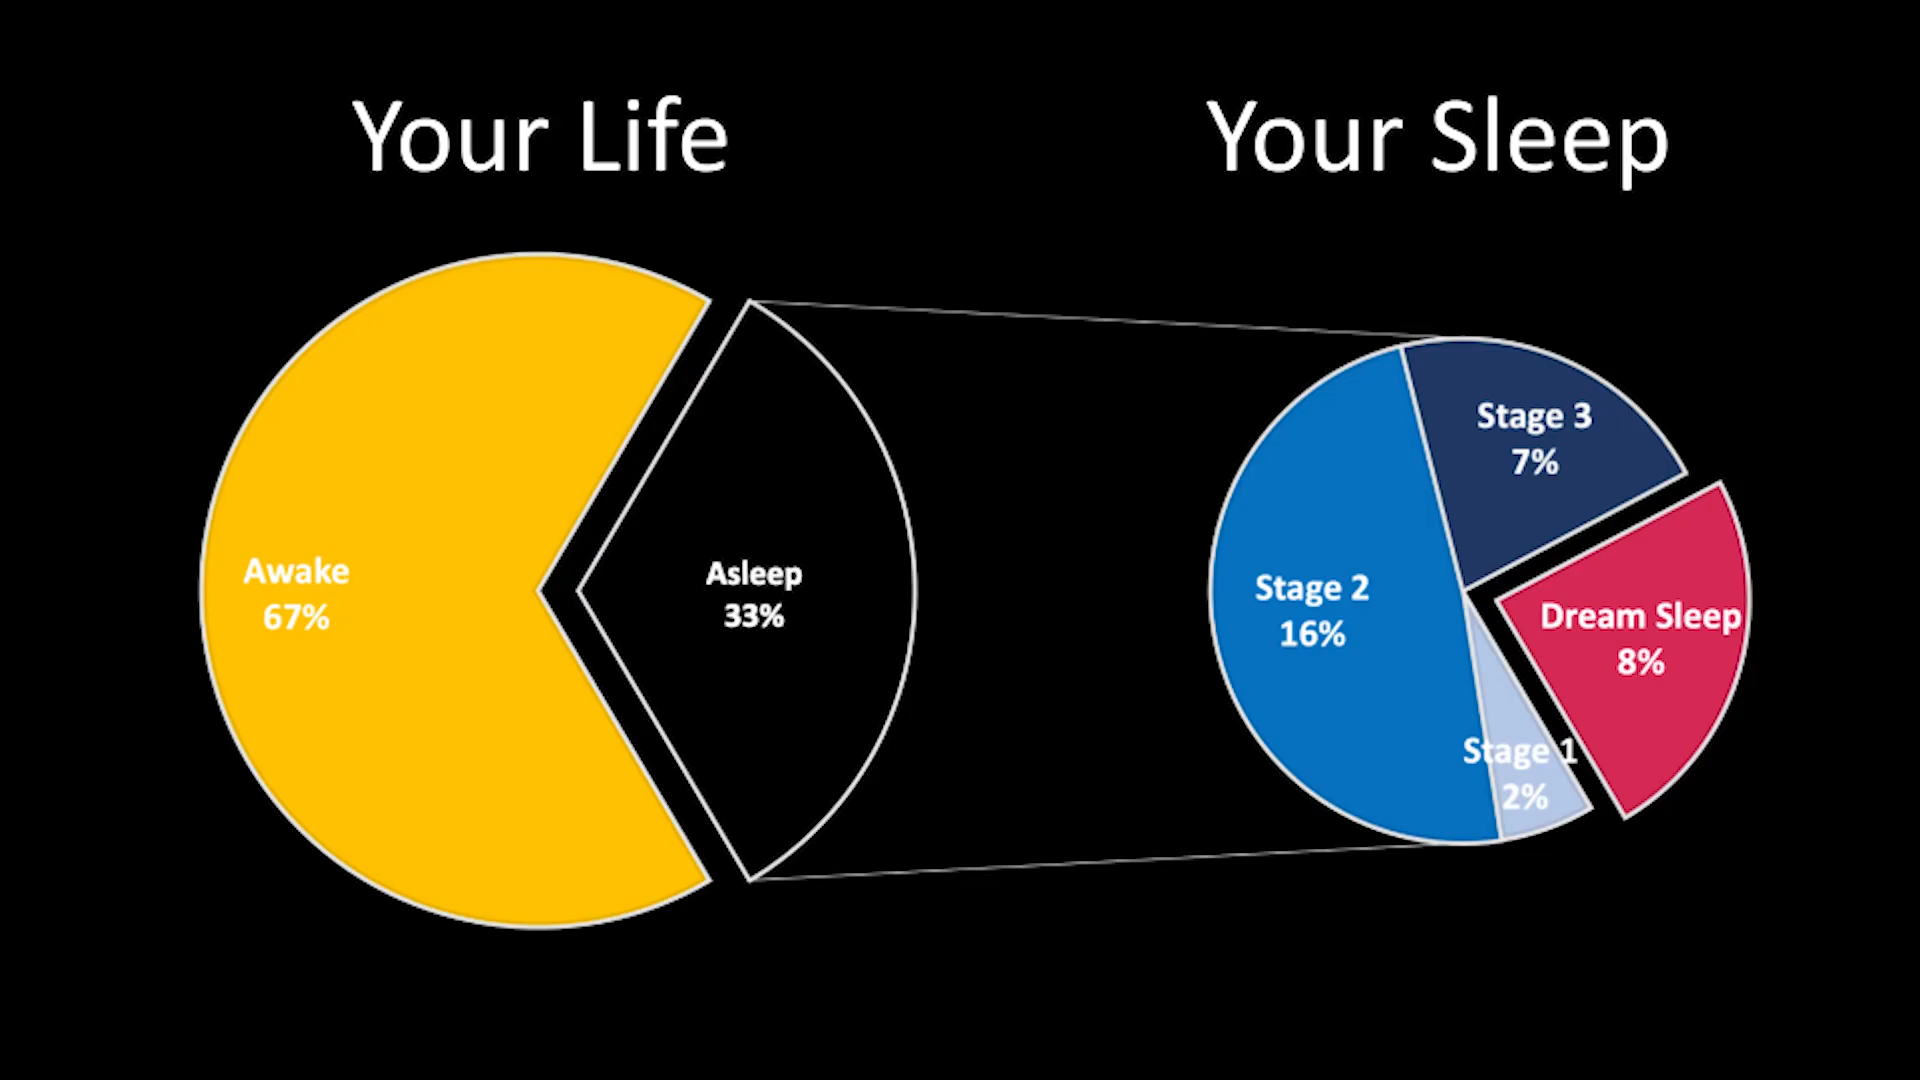 Your Life
Your Sleep
Awake
67%
Asleep
33%
Stage 3
7%
Stage 2
16%
Dream Sleep
8%
Stage 1
2%